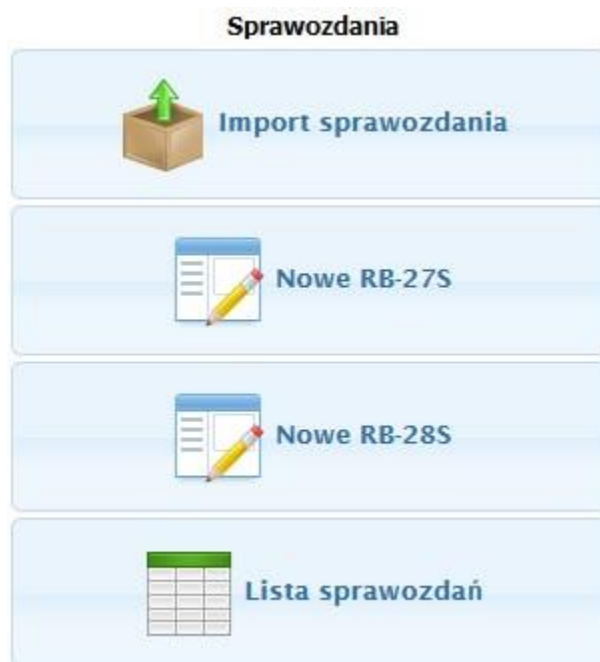 Sprawozdania
Import sprawozdania
Nowe RB-27S
Nowe RB-28S
Lista sprawozdań